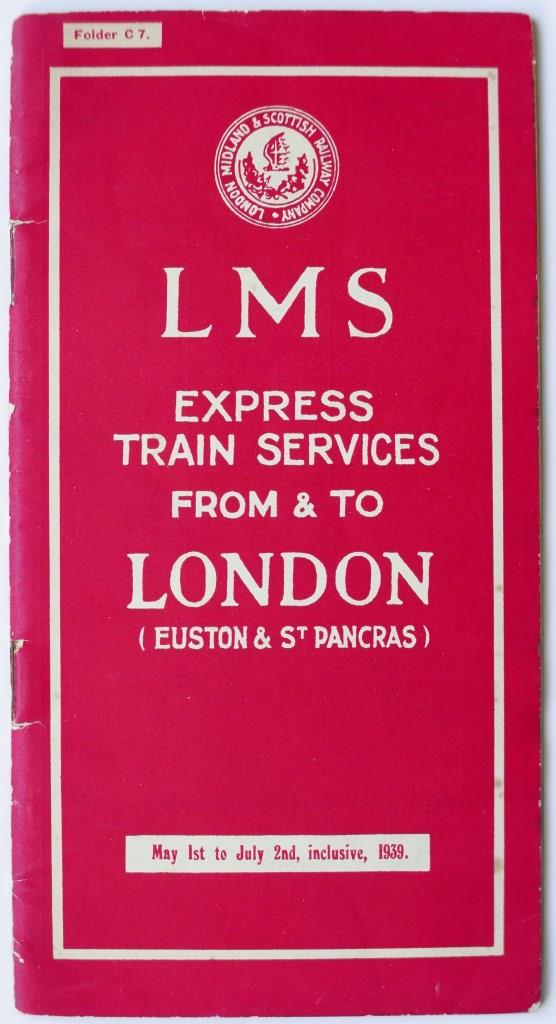 Folder C 7.
LONDON MIDLAND & SCOTTISH RAILWAY COMPANY
LMS
EXPRESS
TRAIN SERVICES
FROM & TO
LONDON
( EUSTON & ST PANCRAS )
May 1st to July 2nd, inclusive, 1939.